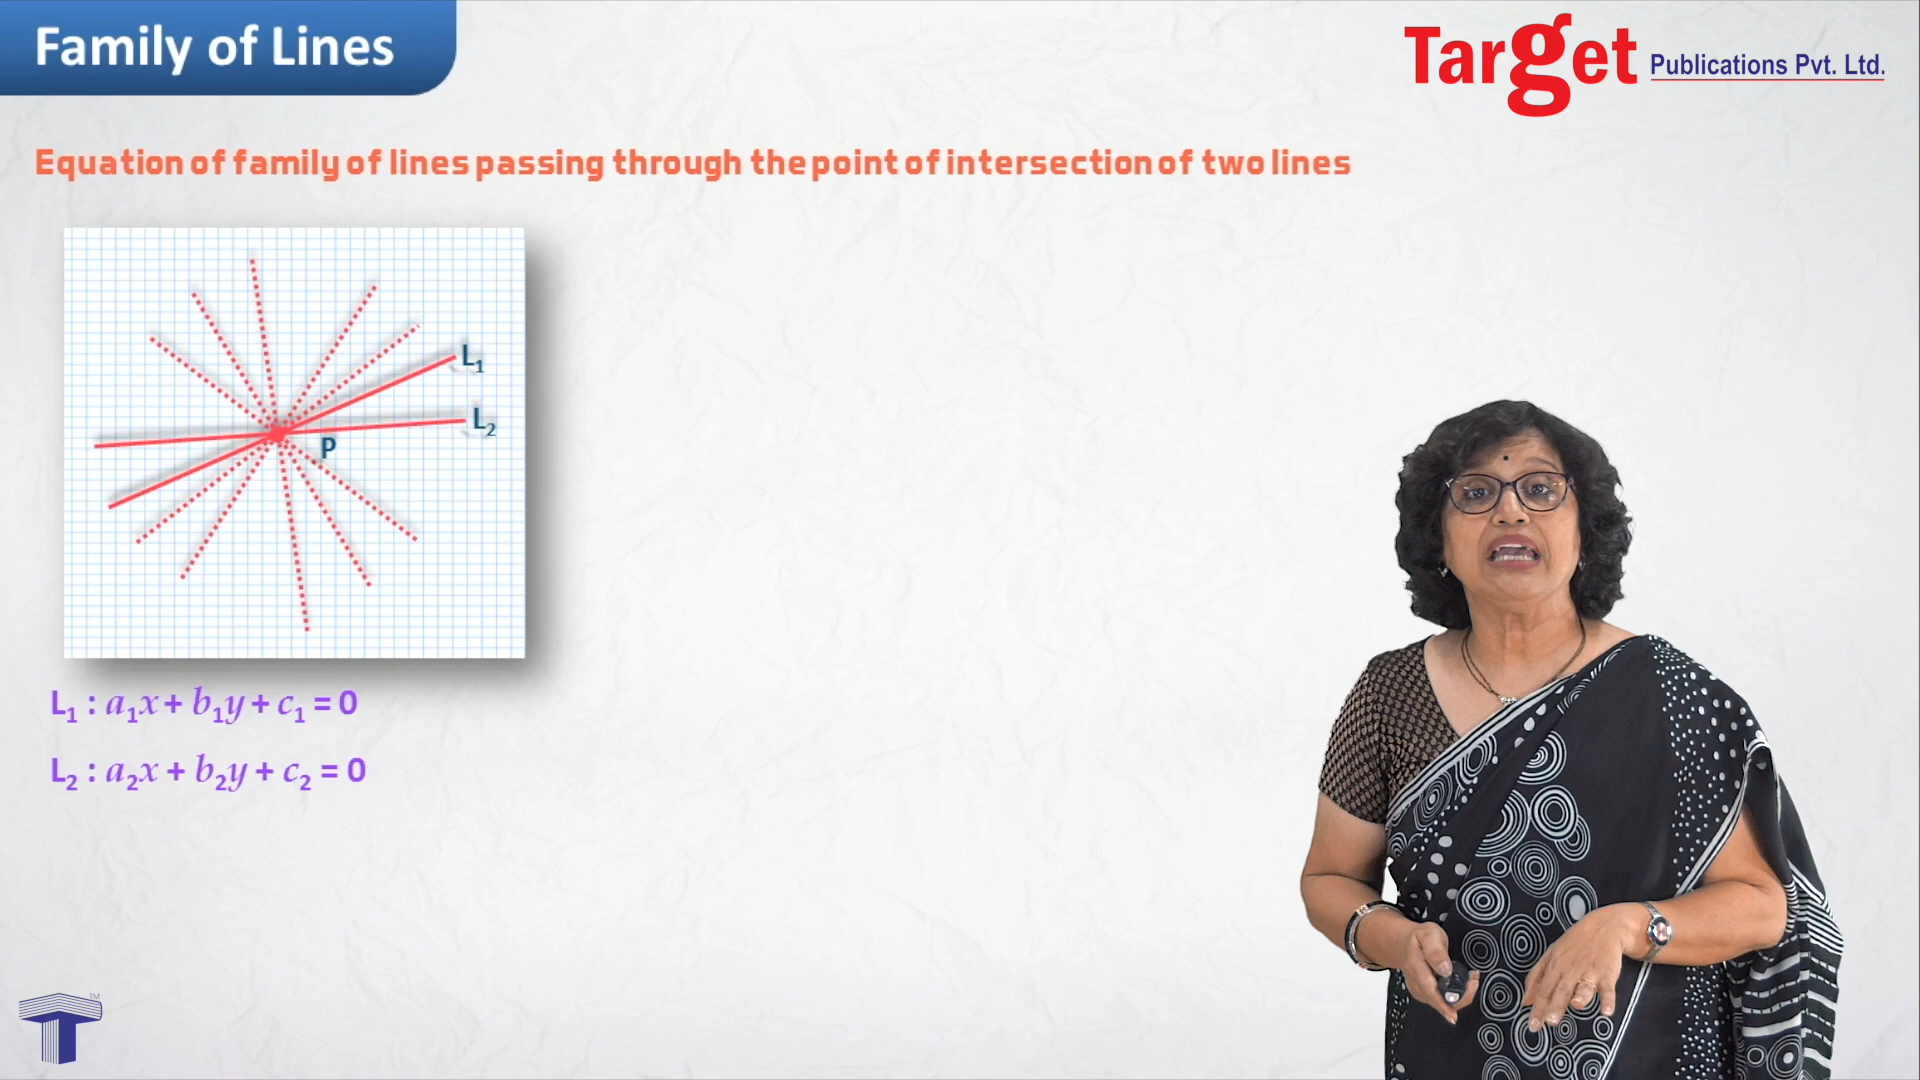 Family of Lines
Target Publications Pvt. Ltd.
Equation of family of lines passing through the point of intersection of two lines
L₁
L₂
P
L₁ : a₁x + b₁y + c₁ = 0
L₂ : a₂x + b₂y + c₂ = 0
TM